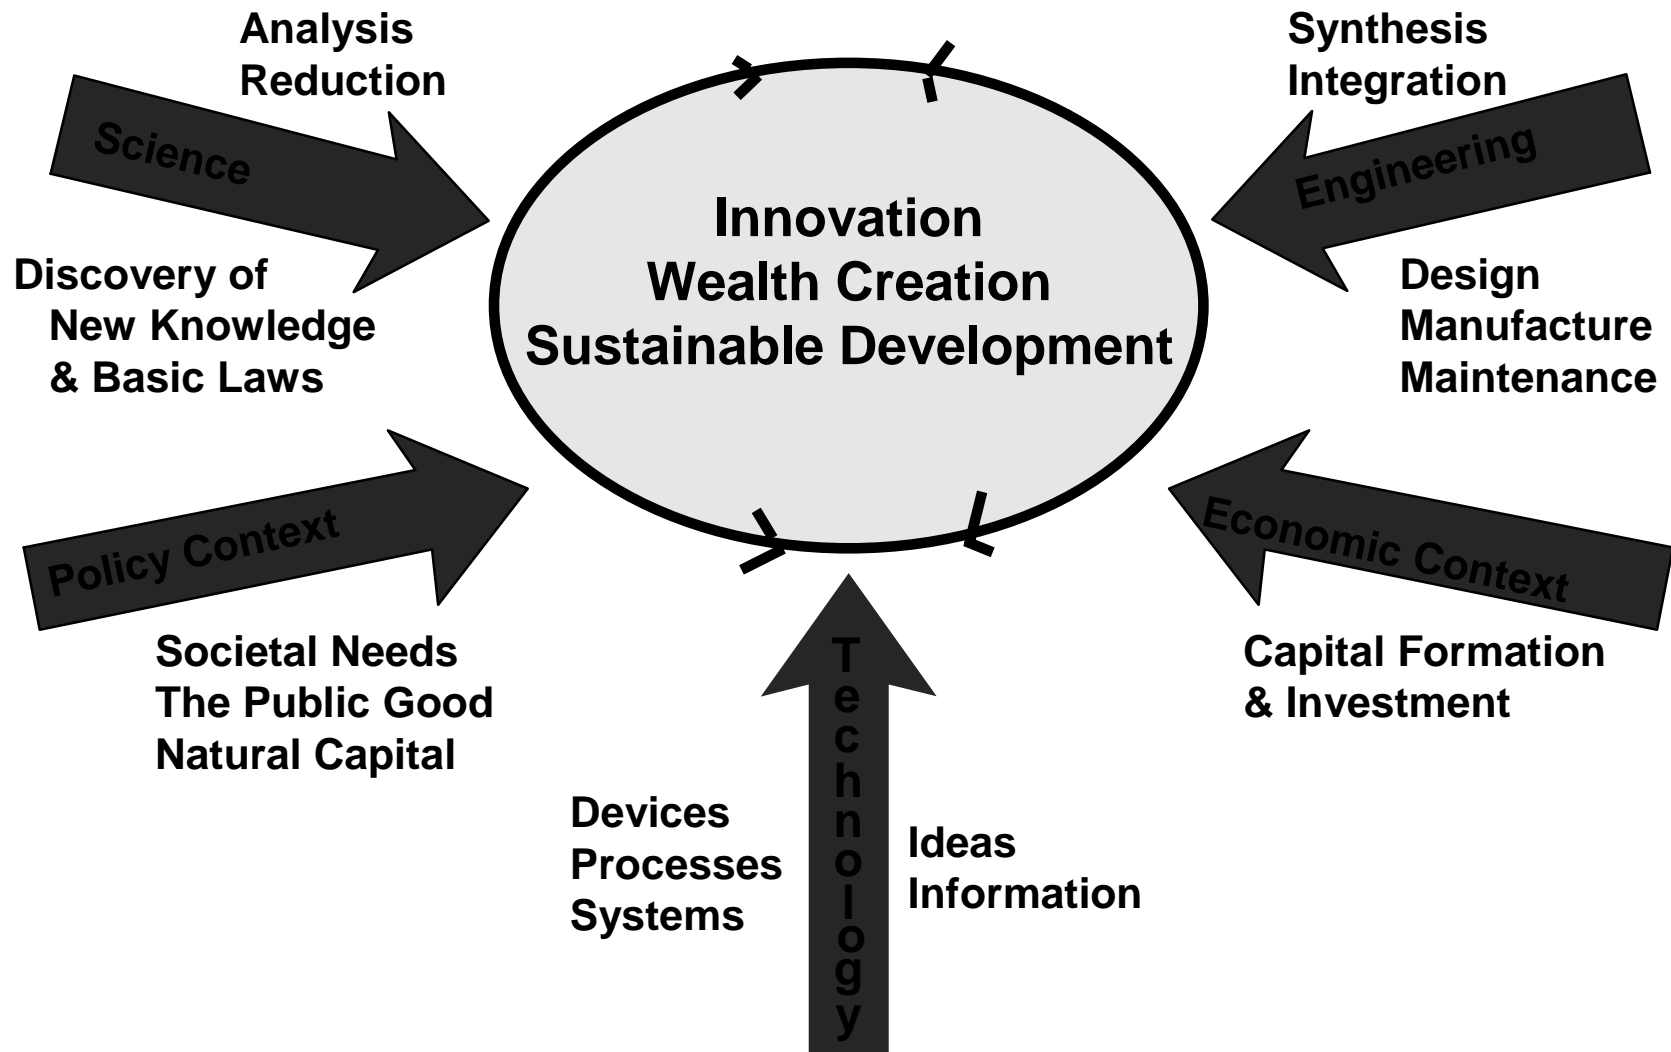 Analysis
Reduction
Science
Discovery of
New Knowledge
& Basic Laws
Synthesis
Integration
Engineering
Design
Manufacture
Maintenance
Innovation
Wealth Creation
Sustainable Development
Policy Context
Societal Needs
The Public Good
Natural Capital
Economic Context
Capital Formation
& Investment
Technology
Devices
Processes
Systems
Ideas
Information